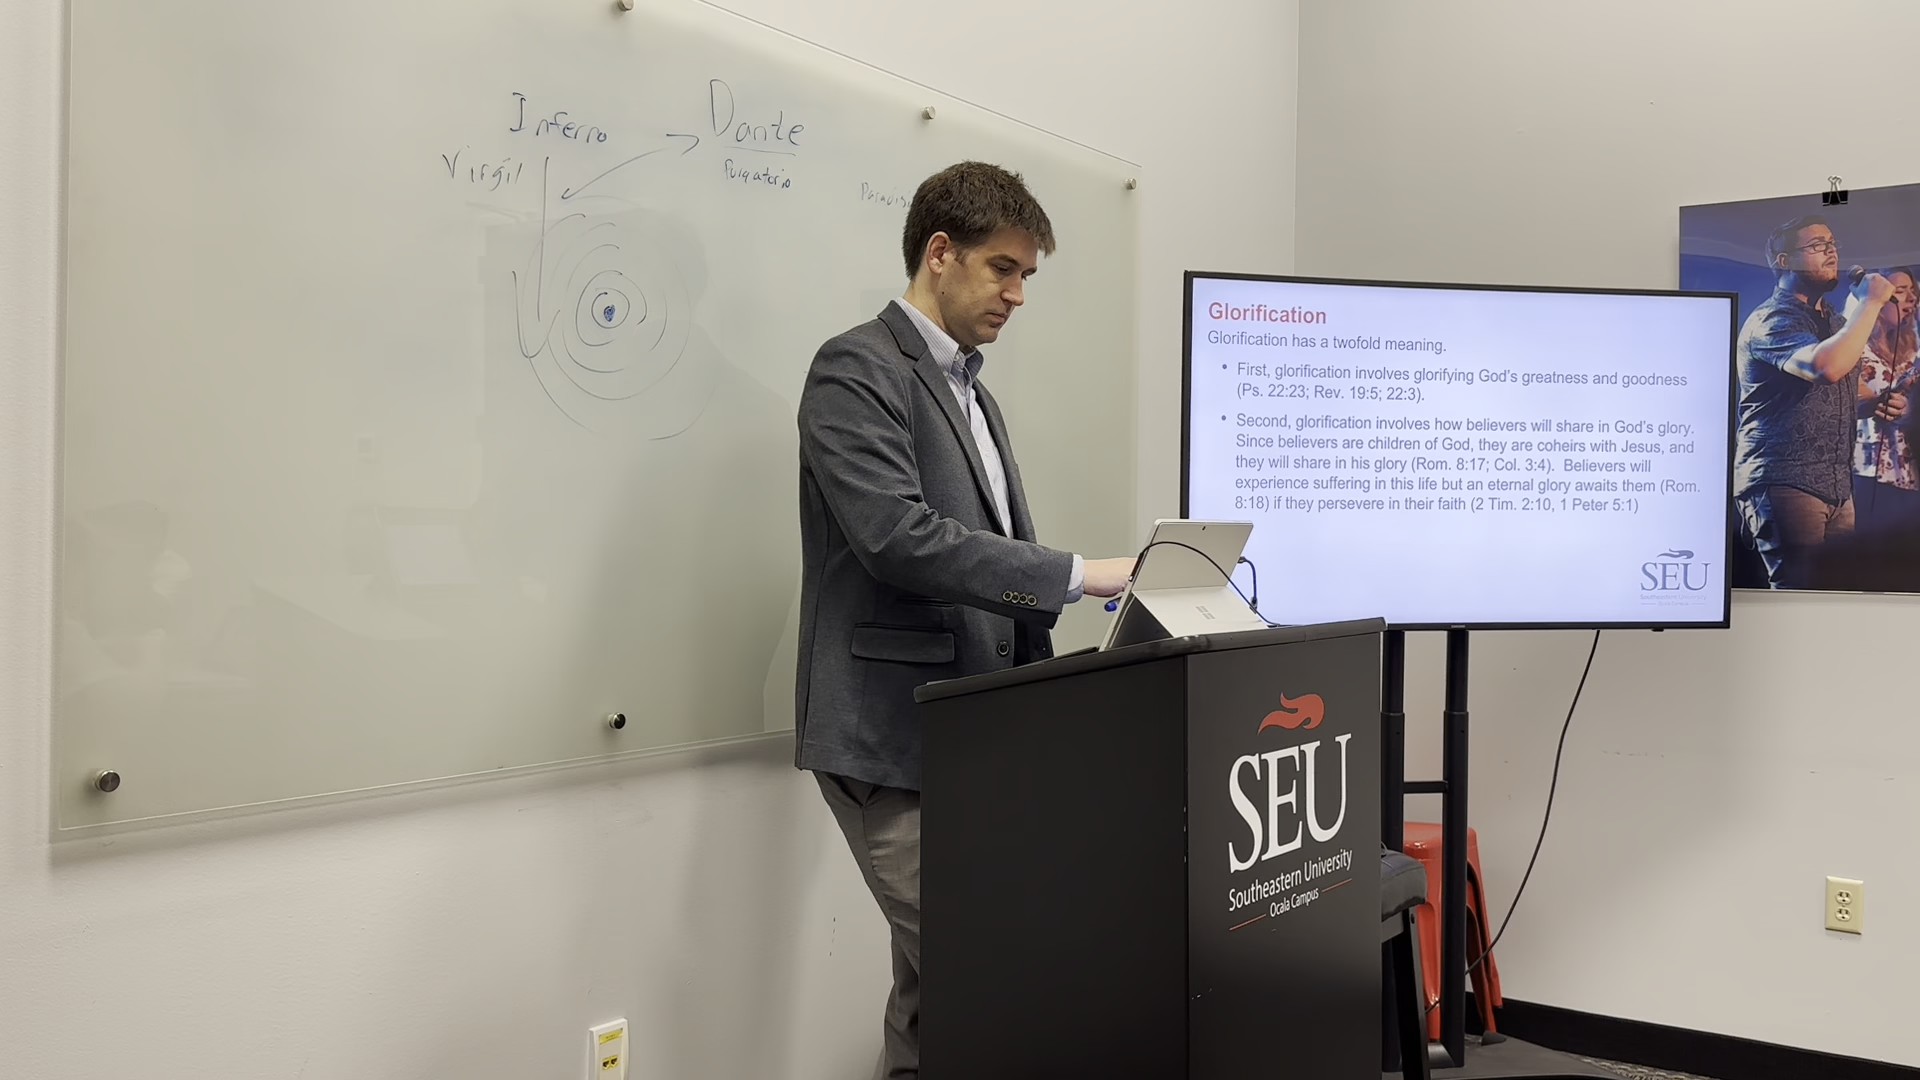 Inferno
Dante
Virgil
Purgatorio
Glorification
Glorification has a twofold meaning.
• First, glorification involves glorifying God's greatness and goodness
(Ps. 22:23; Rev. 19:5; 22:3).
• Second, glorification involves how believers will share in God's glory.
Since believers are children of God, they are coheirs with Jesus, and
they will share in his glory (Rom. 8:17; Col. 3:4). Believers will
experience suffering in this life but an eternal glory awaits them (Rom.
8:18) if they persevere in their faith (2 Tim. 2:10, 1 Peter 5:1)
SEU
Southeastern University
Ocala Campus
SEU
Southeastern University
Ocala Campus